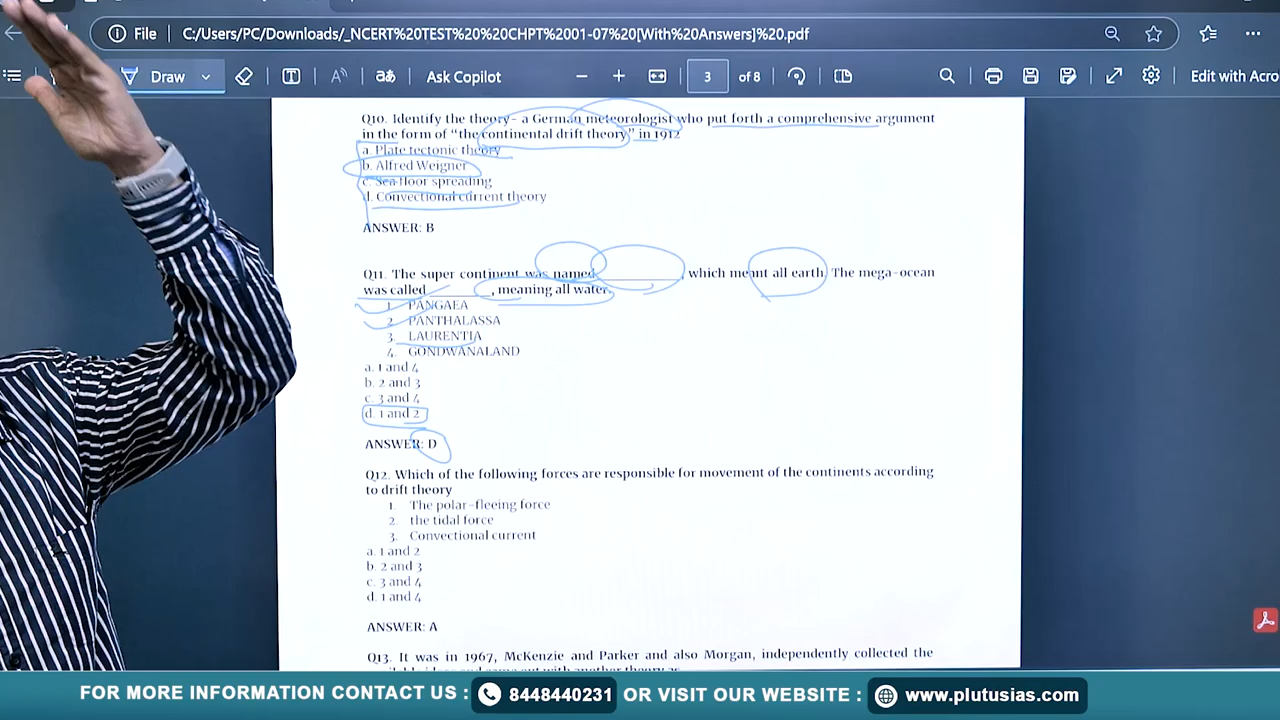 File C:/Users/PC/Downloads/_NCERT%20TEST%20%20CHPT%2001-07%20[With%20Answers]%20.pdf
Draw Ask Copilot 3 of 8 Edit with Acro
Q10. Identify the theory- a German meteorologist who put forth a comprehensive argument
in the form of “the continental drift theory” in 1912
a. Plate tectonic theory
b. Alfred Weigner
c. Sea floor spreading
d. Convectional current theory
ANSWER: B
Q11. The super continent was named ________, which meant all earth. The mega-ocean
was called ________, meaning all water.
1. PANGAEA
2. PANTHALASSA
3. LAURENTIA
4. GONDWANALAND
a. 1 and 4
b. 2 and 3
c. 3 and 4
d. 1 and 2
ANSWER: D
Q12. Which of the following forces are responsible for movement of the continents according
to drift theory
1. The polar-fleeing force
2. the tidal force
3. Convectional current
a. 1 and 2
b. 2 and 3
c. 3 and 4
d. 1 and 4
ANSWER: A
Q13. It was in 1967, McKenzie and Parker and also Morgan, independently collected the
FOR MORE INFORMATION CONTACT US : 8448440231 OR VISIT OUR WEBSITE : www.plutusias.com